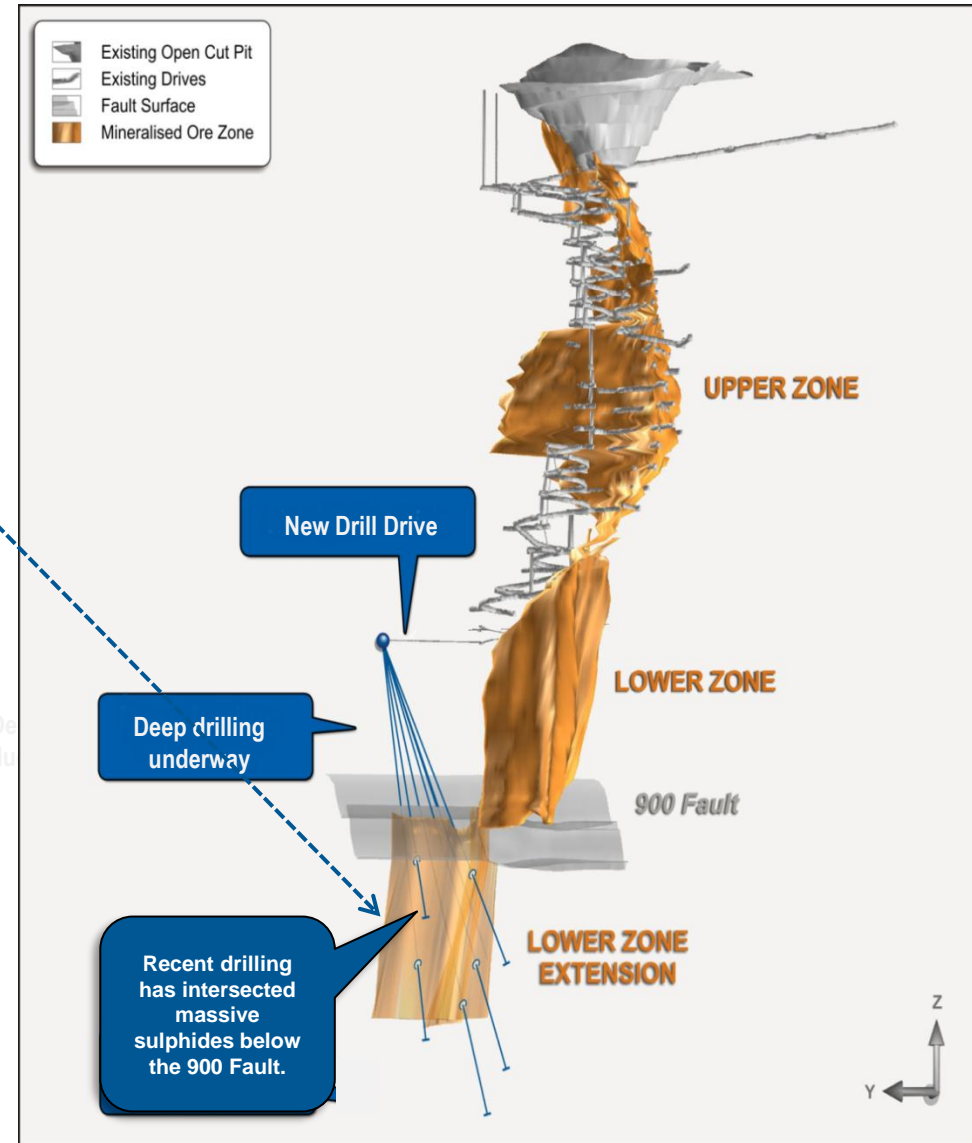 Existing Open Cut Pit
Existing Drives
Fault Surface
Mineralised Ore Zone
UPPER ZONE
New Drill Drive
LOWER ZONE
Deep drilling
underway
900 Fault
Recent drilling
has intersected
massive
sulphides below
the 900 Fault.
LOWER ZONE
EXTENSION
Z
Y